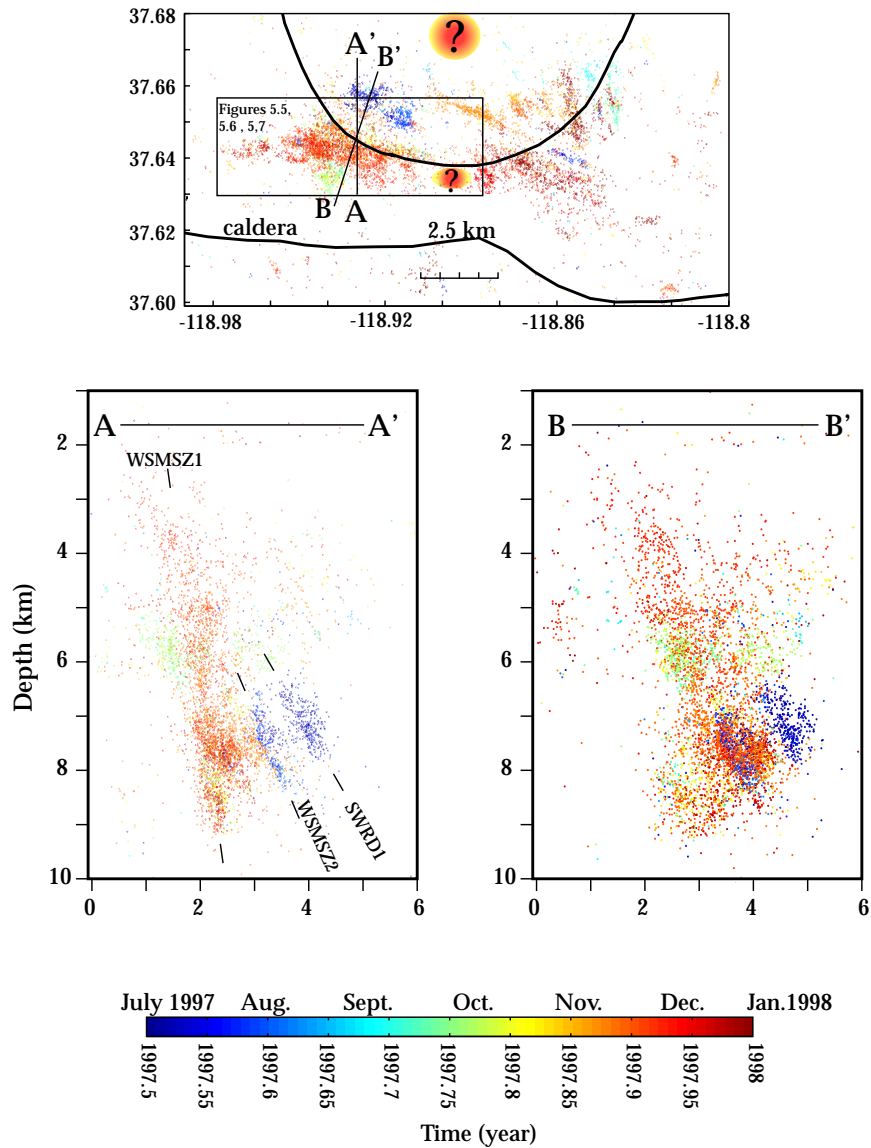 37.68
37.66
37.64
37.62
37.60
?
A'
B'
Figures 5.5,
5.6 , 5,7
?
B
A
caldera
2.5 km
-118.98
-118.92
-118.86
-118.8
A
A'
B
B'
WSMSZ1
WSMSZ2
SWRD1
Depth (km)
2
4
6
8
10
0
2
4
6
2
4
6
8
10
0
2
4
6
July 1997 Aug. Sept. Oct. Nov. Dec. Jan.1998
1997.5 1997.55 1997.6 1997.65 1997.7 1997.75 1997.8 1997.85 1997.9 1997.95 1998
Time (year)